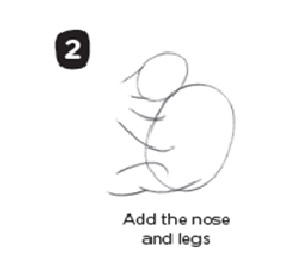 2
Add the nose
and legs